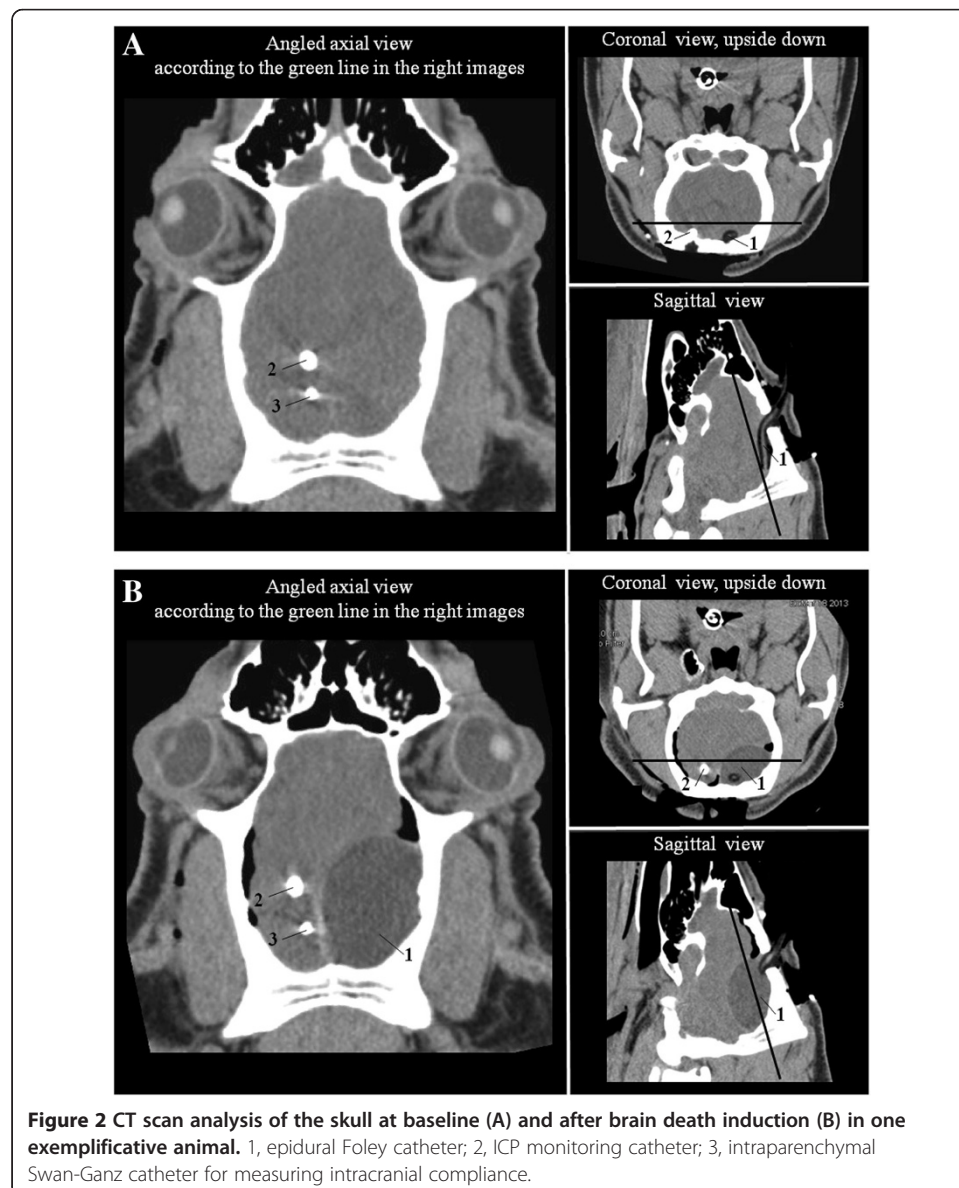 A
Angled axial view
according to the green line in the right images
2
3
Coronal view, upside down
2
1
Sagittal view
1
B
Angled axial view
according to the green line in the right images
2
3
1
Coronal view, upside down
2013
2
1
Sagittal view
1
Figure 2 CT scan analysis of the skull at baseline (A) and after brain death induction (B) in one
exemplificative animal. 1, epidural Foley catheter; 2, ICP monitoring catheter; 3, intraparenchymal
Swan-Ganz catheter for measuring intracranial compliance.